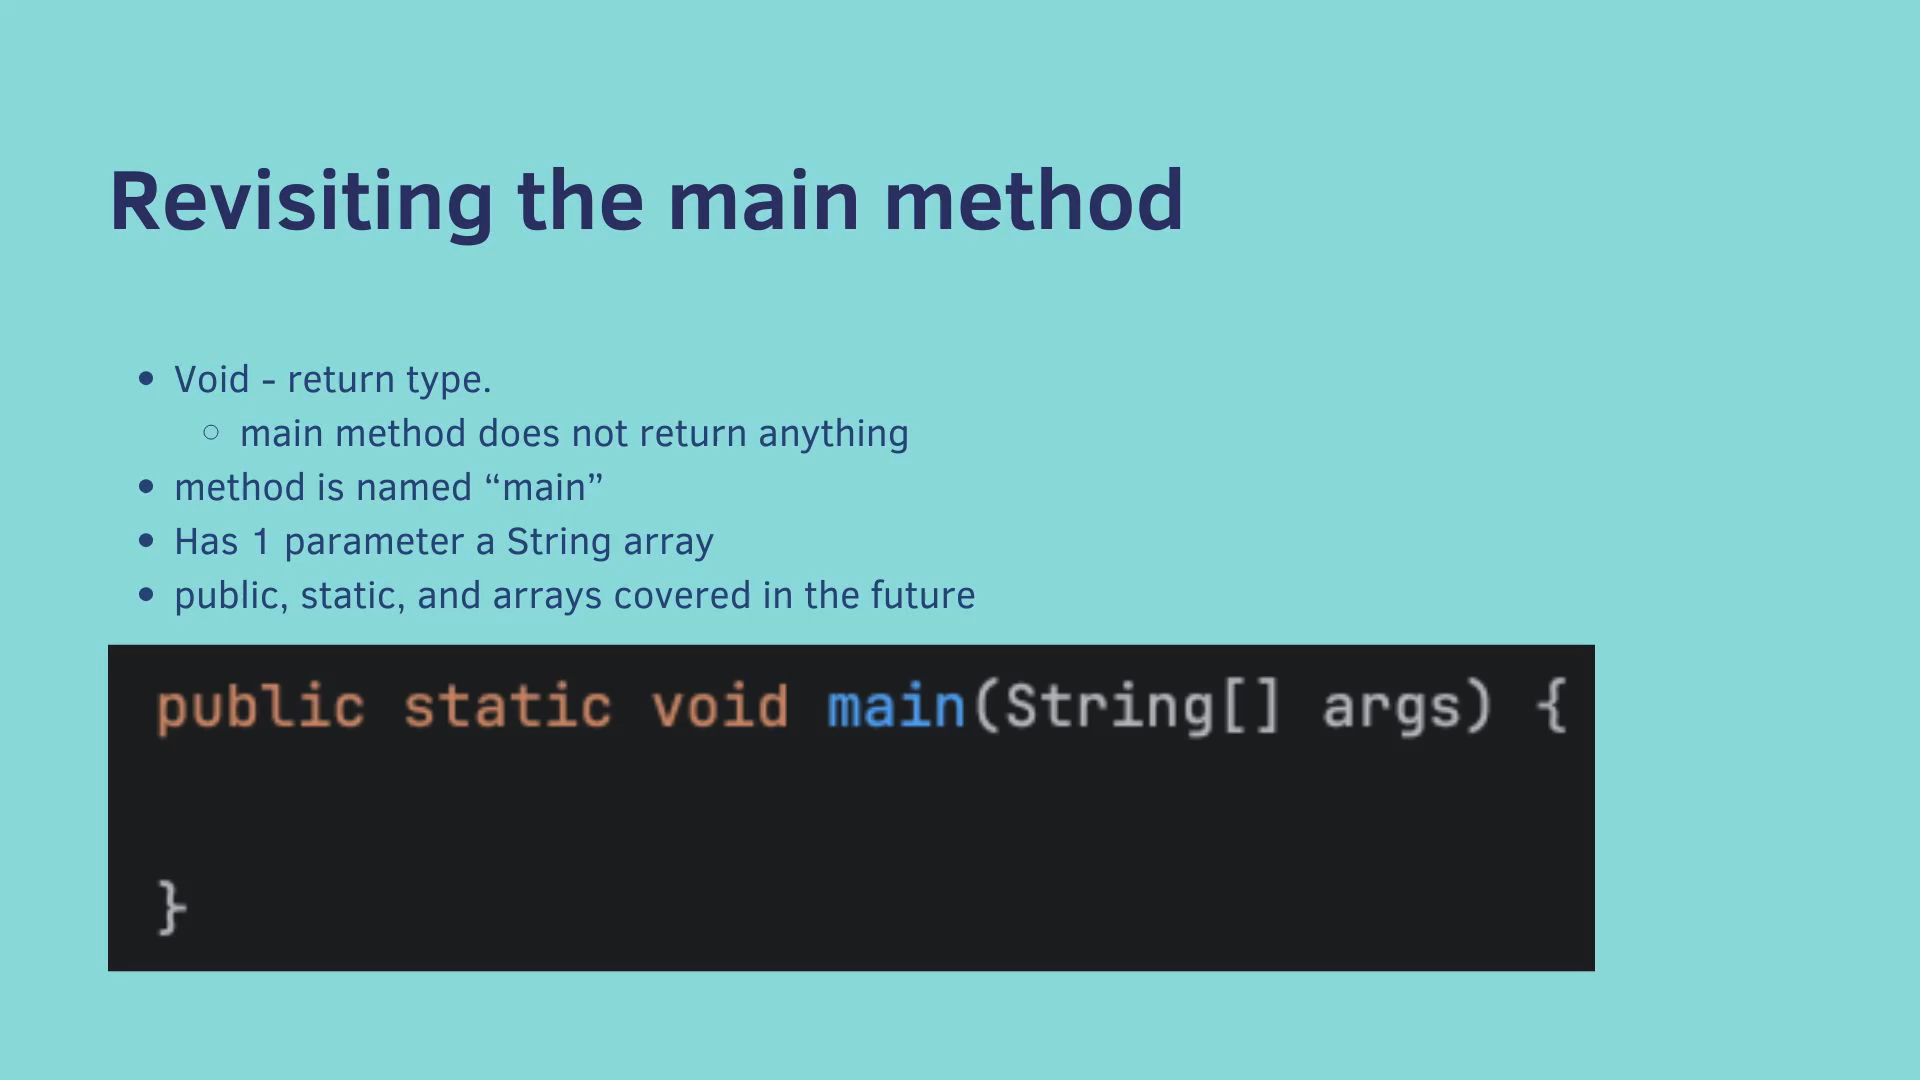 Revisiting the main method
• Void - return type.
○ main method does not return anything
• method is named “main”
• Has 1 parameter a String array
• public, static, and arrays covered in the future
public static void main(String[] args) {
}